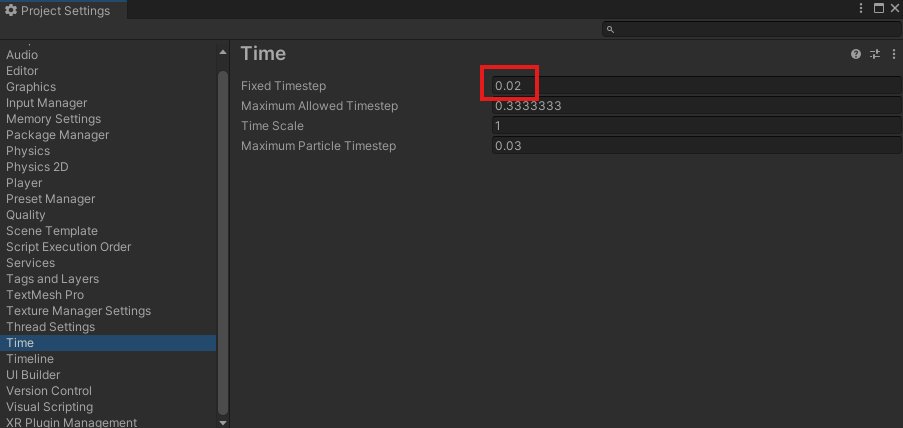 Project Settings
Audio
Editor
Graphics
Input Manager
Memory Settings
Package Manager
Physics
Physics 2D
Player
Preset Manager
Quality
Scene Template
Script Execution Order
Services
Tags and Layers
TextMesh Pro
Texture Manager Settings
Thread Settings
Time
Timeline
UI Builder
Version Control
Visual Scripting
XR Plugin Management
Time
Fixed Timestep 0.02
Maximum Allowed Timestep 0.3333333
Time Scale 1
Maximum Particle Timestep 0.03